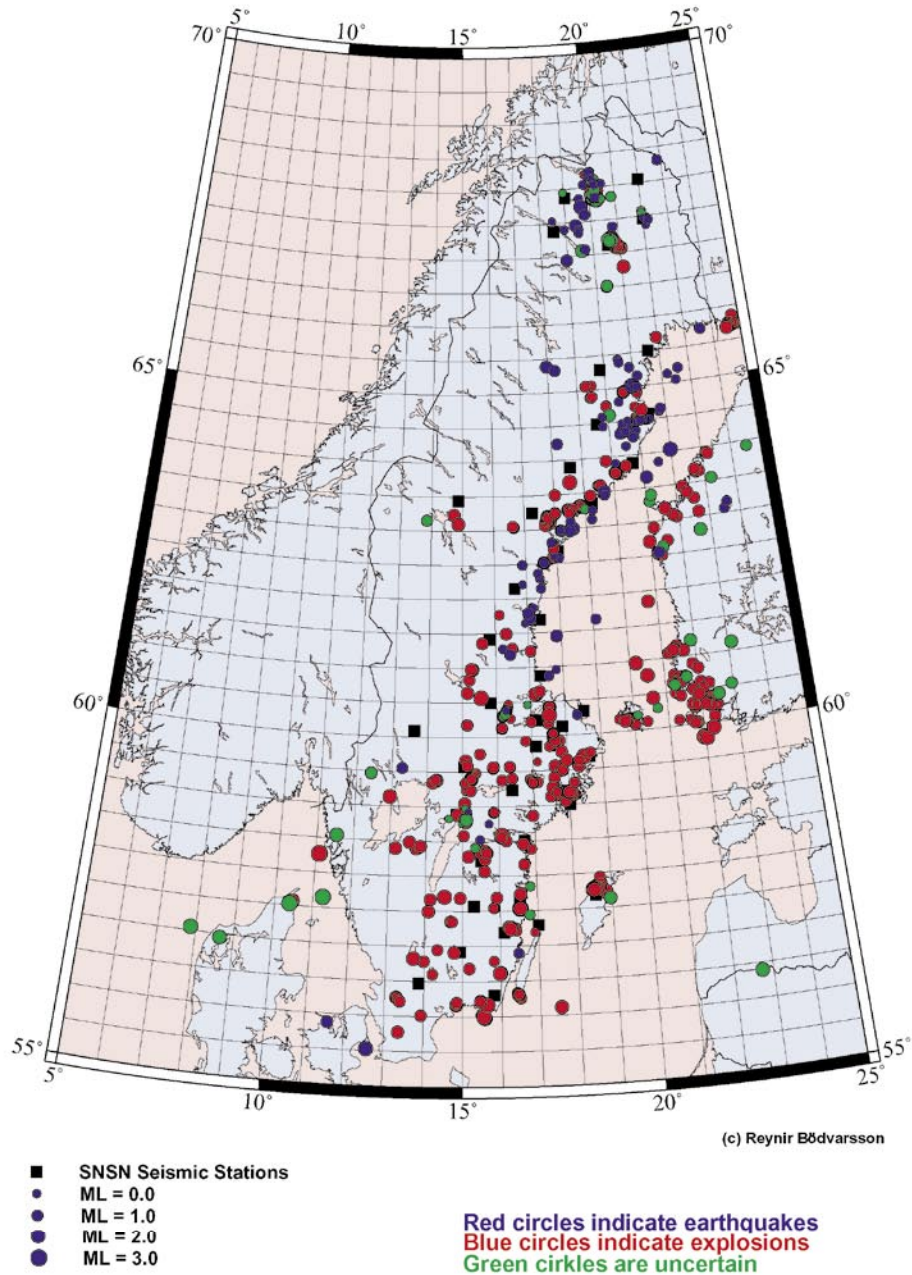 5° 10° 15° 20° 25°
70° 70°
65° 65°
60° 60°
55° 55°
5° 10° 15° 20° 25°
(c) Reynir Bödvarsson
SNSN Seismic Stations
ML = 0.0
ML = 1.0
ML = 2.0
ML = 3.0
Red circles indicate earthquakes
Blue circles indicate explosions
Green cirkles are uncertain